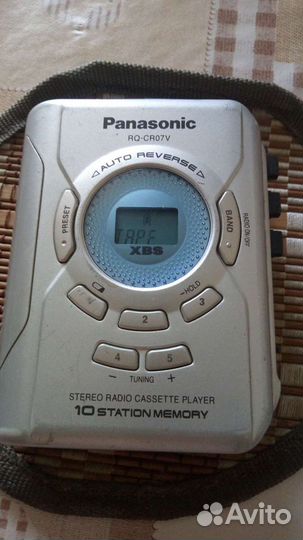 Panasonic
RQ-CR07V
◁ AUTO REVERSE ▷
PRESET
BAND
RADIO ON/OFF
TAPE
XBS
–HOLD
2
3
4
5
– TUNING +
STEREO RADIO CASSETTE PLAYER
10 STATION MEMORY
Avito